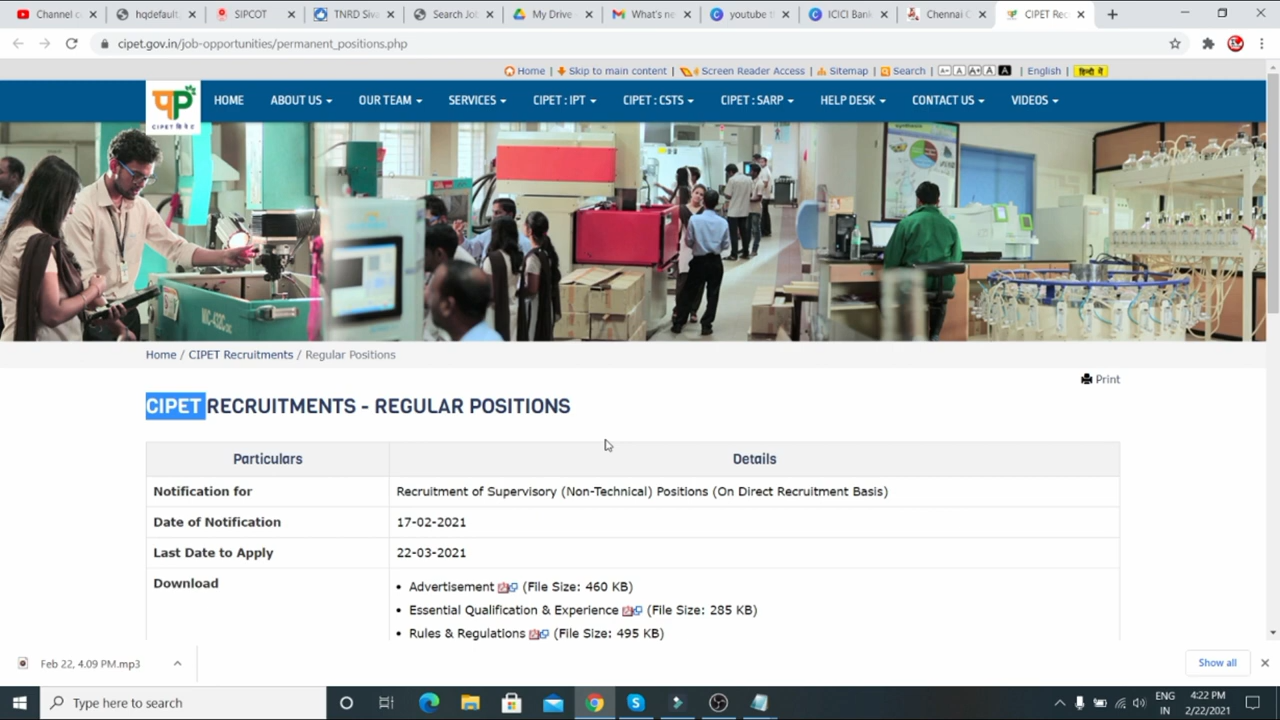 Channel c
hqdefault
SIPCOT
TNRD Siva
Search Jo
My Drive -
What's ne
youtube t
ICICI Bank
Chennai C
CIPET Rec
cipet.gov.in/job-opportunities/permanent_positions.php
Home | Skip to main content | Screen Reader Access | Sitemap | Search | A- A A+ A A | English | हिन्दी में
CIPET सिपेट
HOME ABOUT US OUR TEAM SERVICES CIPET : IPT CIPET : CSTS CIPET : SARP HELP DESK CONTACT US VIDEOS
Home / CIPET Recruitments / Regular Positions
Print
CIPET RECRUITMENTS - REGULAR POSITIONS
Particulars Details
Notification for Recruitment of Supervisory (Non-Technical) Positions (On Direct Recruitment Basis)
Date of Notification 17-02-2021
Last Date to Apply 22-03-2021
Download • Advertisement (File Size: 460 KB)
• Essential Qualification & Experience (File Size: 285 KB)
• Rules & Regulations (File Size: 495 KB)
Feb 22, 4.09 PM.mp3
Show all
Type here to search
ENG
IN
4:22 PM
2/22/2021